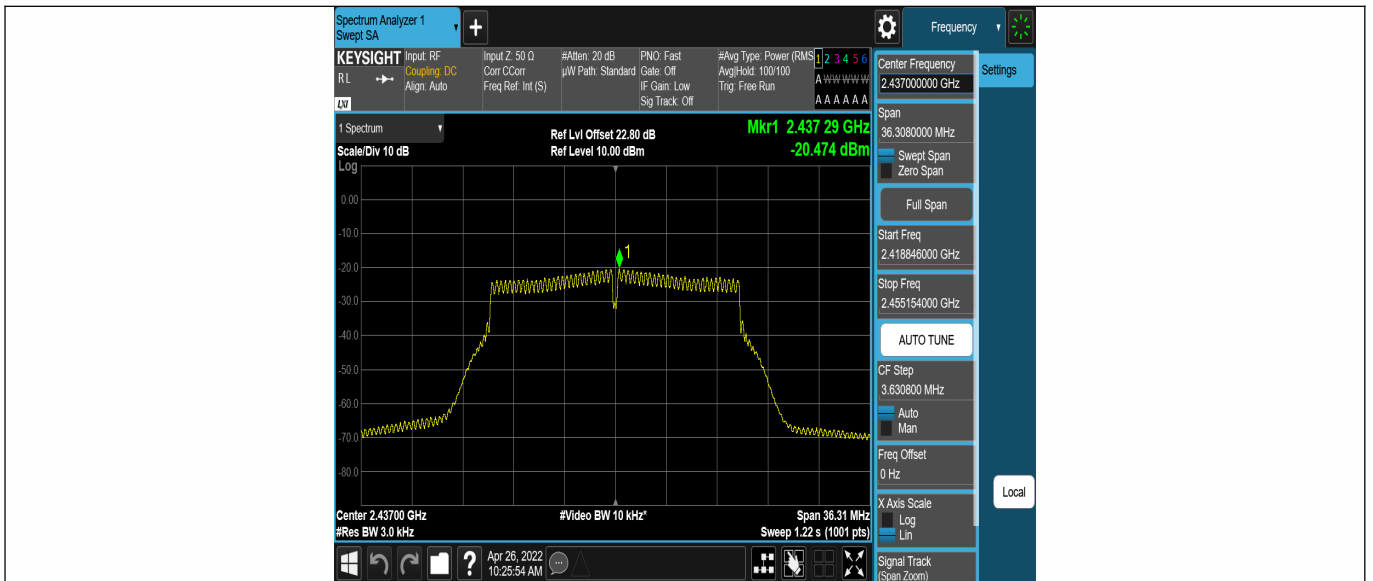 Spectrum Analyzer 1
Swept SA
+
Frequency
KEYSIGHT
R L
LXI
Input: RF
Coupling: DC
Align: Auto
Input Z: 50 Ω
Corr CCorr
Freq Ref: Int (S)
#Atten: 20 dB
µW Path: Standard
PNO: Fast
Gate: Off
IF Gain: Low
Sig Track: Off
#Avg Type: Power (RMS
Avg|Hold: 100/100
Trig: Free Run
1 2 3 4 5 6
A W W W W W
A A A A A A
1 Spectrum
Scale/Div 10 dB
Log
Ref Lvl Offset 22.80 dB
Ref Level 10.00 dBm
Mkr1 2.437 29 GHz
-20.474 dBm
1
0.00
-10.0
-20.0
-30.0
-40.0
-50.0
-60.0
-70.0
-80.0
Center 2.43700 GHz
#Res BW 3.0 kHz
#Video BW 10 kHz*
Span 36.31 MHz
Sweep 1.22 s (1001 pts)
Center Frequency
2.437000000 GHz
Settings
Span
36.3080000 MHz
Swept Span
Zero Span
Full Span
Start Freq
2.418846000 GHz
Stop Freq
2.455154000 GHz
AUTO TUNE
CF Step
3.630800 MHz
Auto
Man
Freq Offset
0 Hz
X Axis Scale
Log
Lin
Local
Signal Track
(Span Zoom)
?
Apr 26, 2022
10:25:54 AM